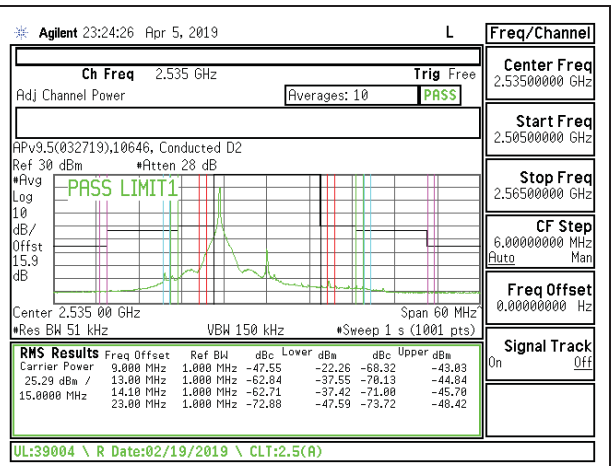 Agilent 23:24:26 Apr 5, 2019 L
Ch Freq 2.535 GHz Trig Free
Adj Channel Power Averages: 10 PASS
APv9.5(032719),10646, Conducted D2
Ref 30 dBm #Atten 28 dB
#Avg
Log
10
dB/
Offst
15.9
dB
PASS LIMIT1
Center 2.535 00 GHz Span 60 MHz^
#Res BW 51 kHz VBW 150 kHz #Sweep 1 s (1001 pts)
RMS Results Freq Offset Ref BW dBc Lower dBm dBc Upper dBm
Carrier Power 9.000 MHz 1.000 MHz -47.55 -22.26 -68.32 -43.03
25.29 dBm / 13.00 MHz 1.000 MHz -62.84 -37.55 -70.13 -44.84
15.0000 MHz 14.10 MHz 1.000 MHz -62.71 -37.42 -71.00 -45.70
23.00 MHz 1.000 MHz -72.88 -47.59 -73.72 -48.42
UL:39004 \ R Date:02/19/2019 \ CLT:2.5(A)
Freq/Channel
Center Freq
2.53500000 GHz
Start Freq
2.50500000 GHz
Stop Freq
2.56500000 GHz
CF Step
6.00000000 MHz
Auto Man
Freq Offset
0.00000000 Hz
Signal Track
On Off